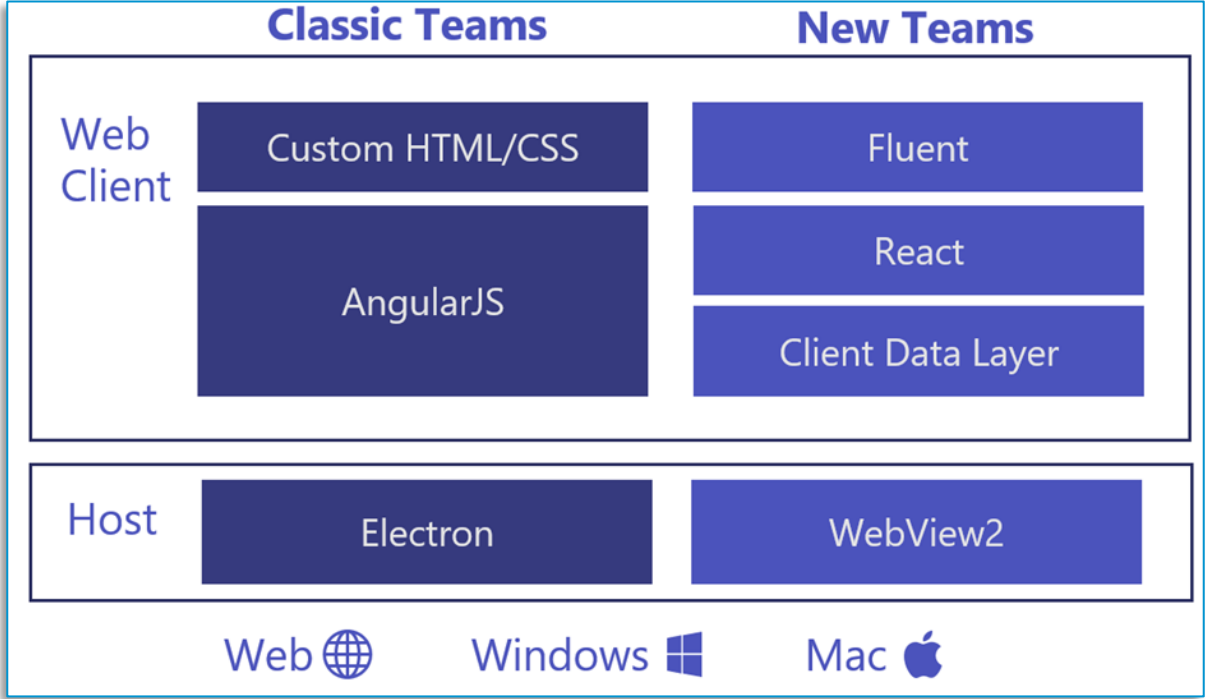 Classic Teams
New Teams
Web
Client
Custom HTML/CSS
Fluent
AngularJS
React
Client Data Layer
Host
Electron
WebView2
Web
Windows
Mac